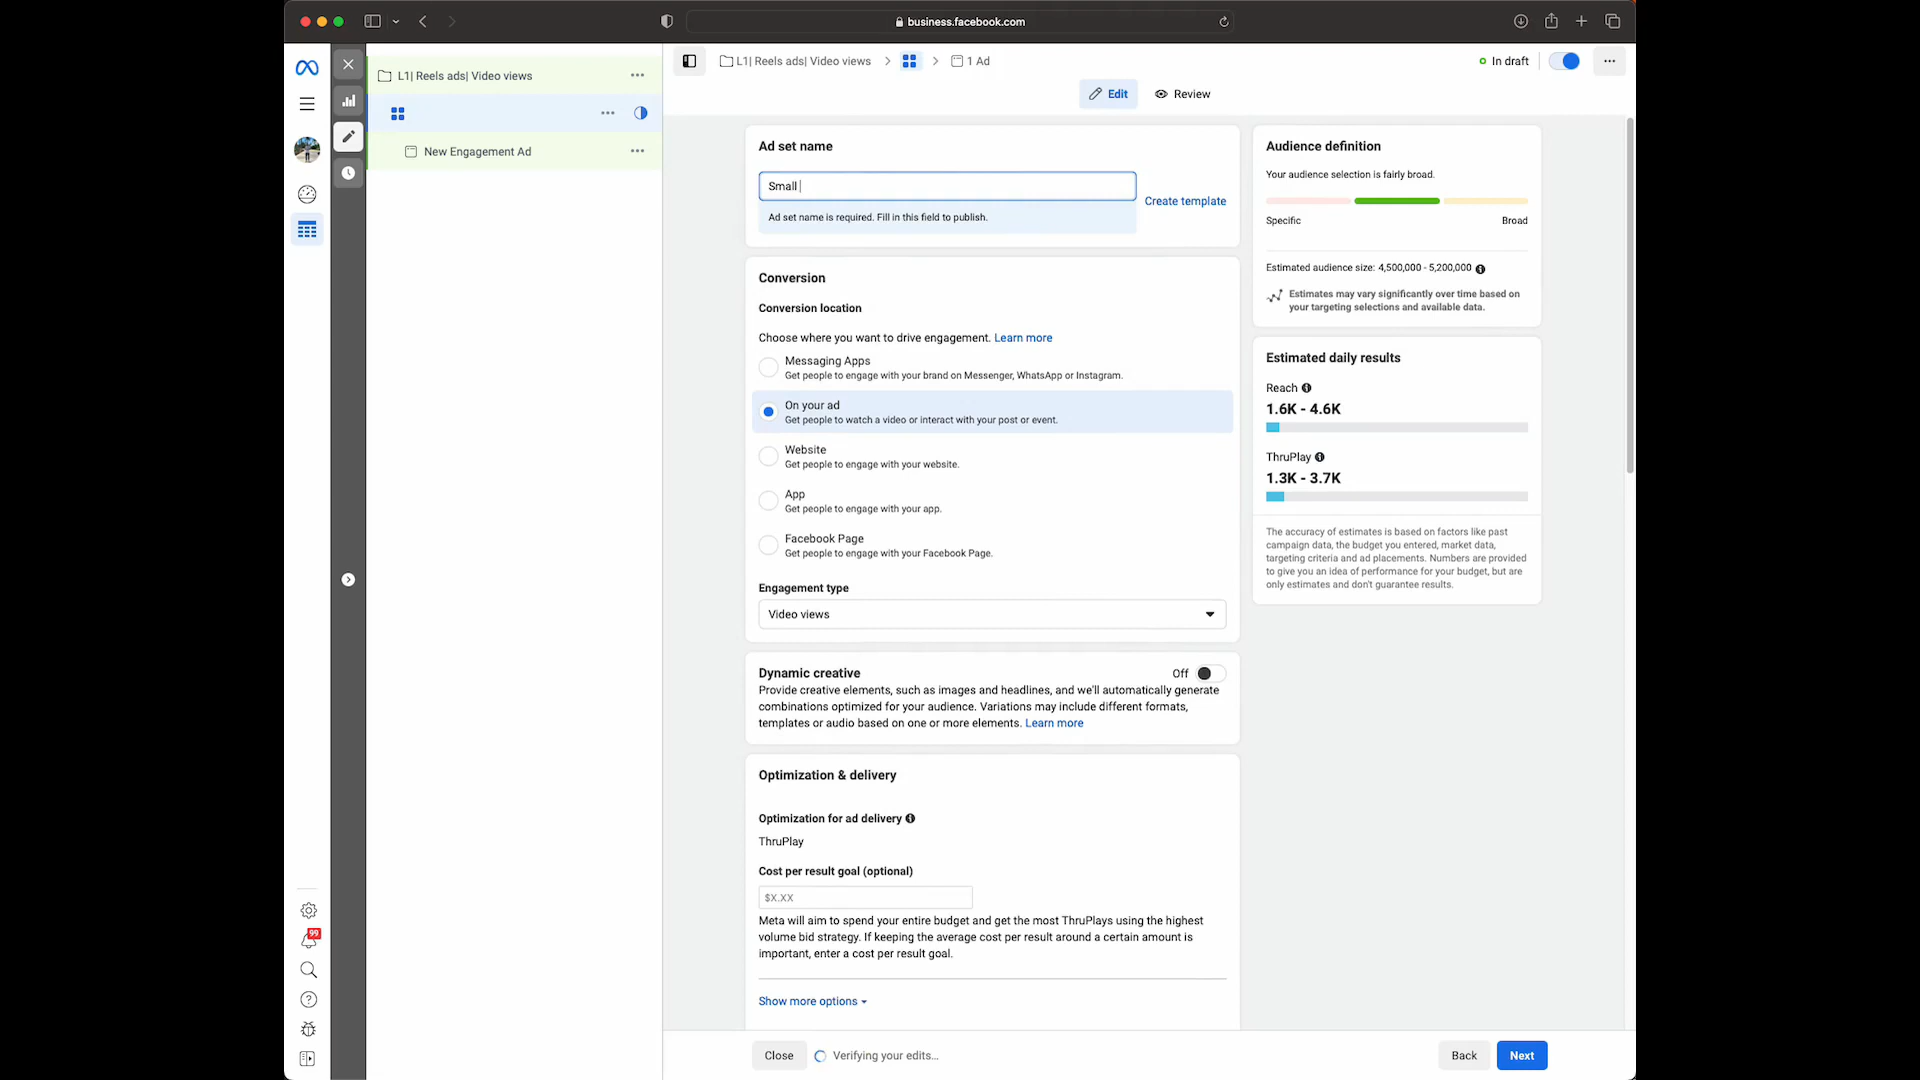 business.facebook.com
L1| Reels ads| Video views
New Engagement Ad
L1| Reels ads| Video views
1 Ad
In draft
Edit
Review
Ad set name
Small
Ad set name is required. Fill in this field to publish.
Create template
Conversion
Conversion location
Choose where you want to drive engagement. Learn more
Messaging Apps
Get people to engage with your brand on Messenger, WhatsApp or Instagram.
On your ad
Get people to watch a video or interact with your post or event.
Website
Get people to engage with your website.
App
Get people to engage with your app.
Facebook Page
Get people to engage with your Facebook Page.
Engagement type
Video views
Dynamic creative
Off
Provide creative elements, such as images and headlines, and we'll automatically generate
combinations optimized for your audience. Variations may include different formats,
templates or audio based on one or more elements. Learn more
Optimization & delivery
Optimization for ad delivery
ThruPlay
Cost per result goal (optional)
$X.XX
Meta will aim to spend your entire budget and get the most ThruPlays using the highest
volume bid strategy. If keeping the average cost per result around a certain amount is
important, enter a cost per result goal.
Show more options
Audience definition
Your audience selection is fairly broad.
Specific
Broad
Estimated audience size: 4,500,000 - 5,200,000
Estimates may vary significantly over time based on
your targeting selections and available data.
Estimated daily results
Reach
1.6K - 4.6K
ThruPlay
1.3K - 3.7K
The accuracy of estimates is based on factors like past
campaign data, the budget you entered, market data,
targeting criteria and ad placements. Numbers are provided
to give you an idea of performance for your budget, but are
only estimates and don't guarantee results.
99
Close
Verifying your edits...
Back
Next